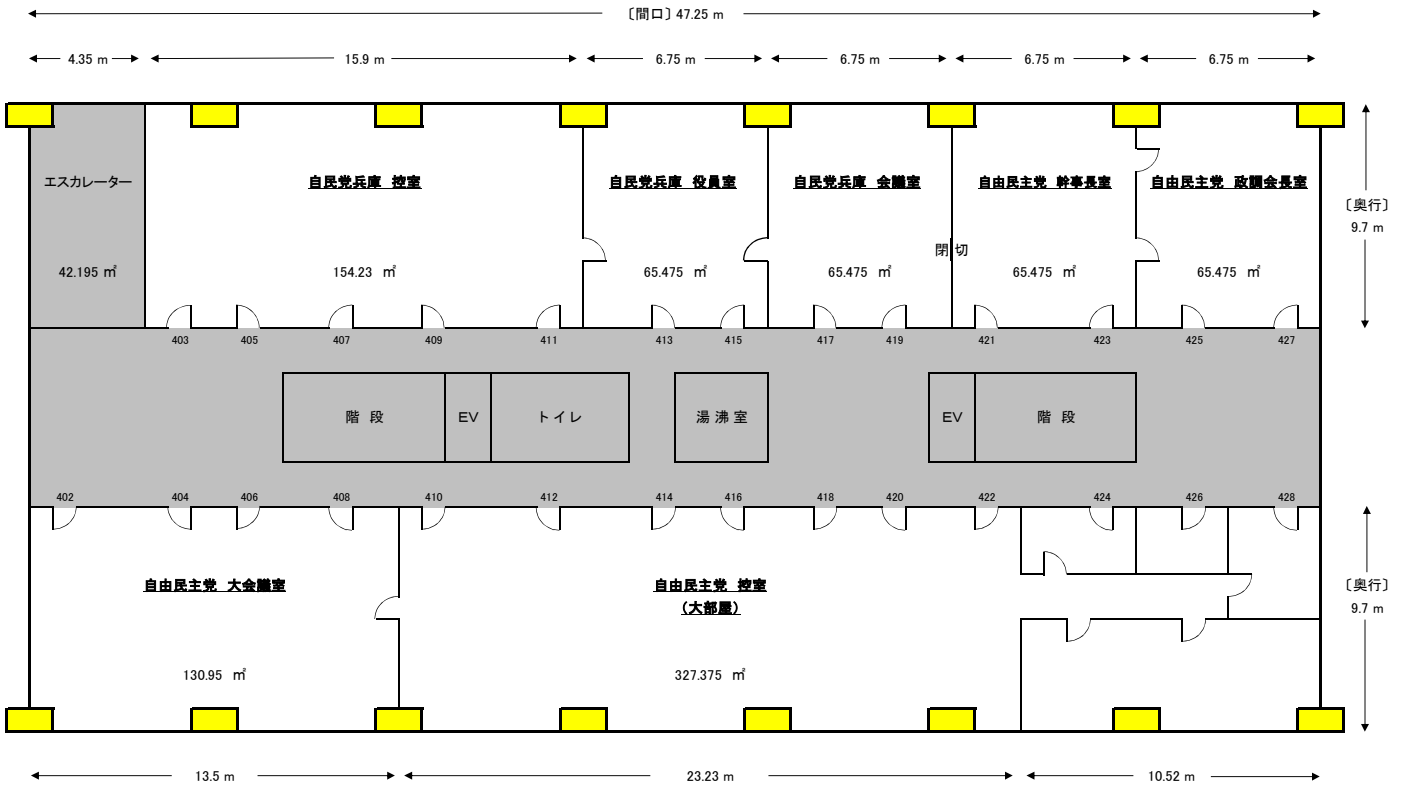 〔間口〕 47.25 m
4.35 m
15.9 m
6.75 m
6.75 m
6.75 m
6.75 m
エスカレーター
自民党兵庫 控室
自民党兵庫 役員室
自民党兵庫 会議室
自由民主党 幹事長室
自由民主党 政調会長室
〔奥行〕
9.7 m
閉切
42.195 ㎡
154.23 ㎡
65.475 ㎡
65.475 ㎡
65.475 ㎡
65.475 ㎡
403
405
407
409
411
413
415
417
419
421
423
425
427
階 段
EV
トイレ
湯沸室
EV
階 段
402
404
406
408
410
412
414
416
418
420
422
424
426
428
自由民主党 大会議室
自由民主党 控室
(大部屋)
〔奥行〕
9.7 m
130.95 ㎡
327.375 ㎡
13.5 m
23.23 m
10.52 m